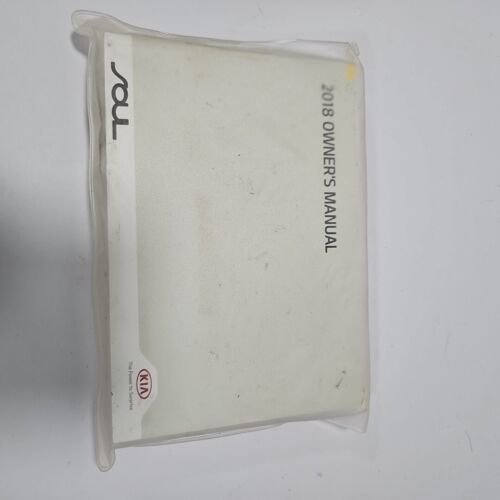 2018 OWNER'S MANUAL
SOUL
KIA
The Power to Surprise